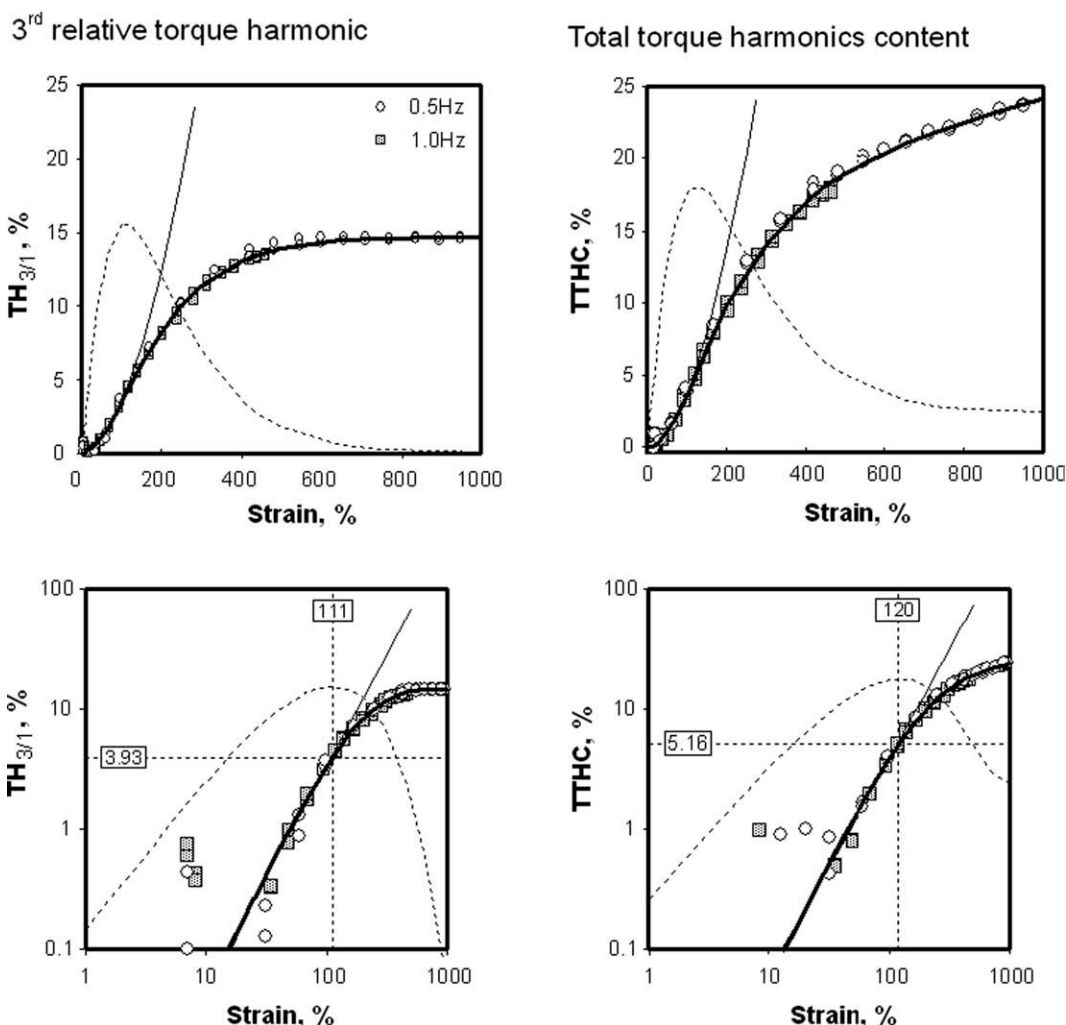 3rd relative torque harmonic
Total torque harmonics content
25
20
15
10
5
0
TH3/1, %
0.5Hz
1.0Hz
0 200 400 600 800 1000
Strain, %
25
20
15
10
5
0
TTHC, %
0 200 400 600 800 1000
Strain, %
100
10
1
0.1
TH3/1, %
111
3.93
1 10 100 1000
Strain, %
100
10
1
0.1
TTHC, %
120
5.16
1 10 100 1000
Strain, %